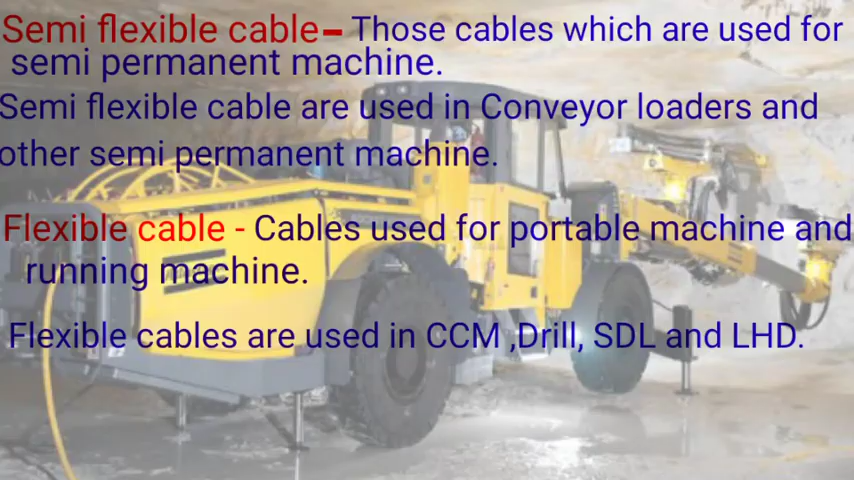 Semi flexible cable- Those cables which are used for
semi permanent machine.
Semi flexible cable are used in Conveyor loaders and
other semi permanent machine.
Flexible cable - Cables used for portable machine and
running machine.
Flexible cables are used in CCM ,Drill, SDL and LHD.